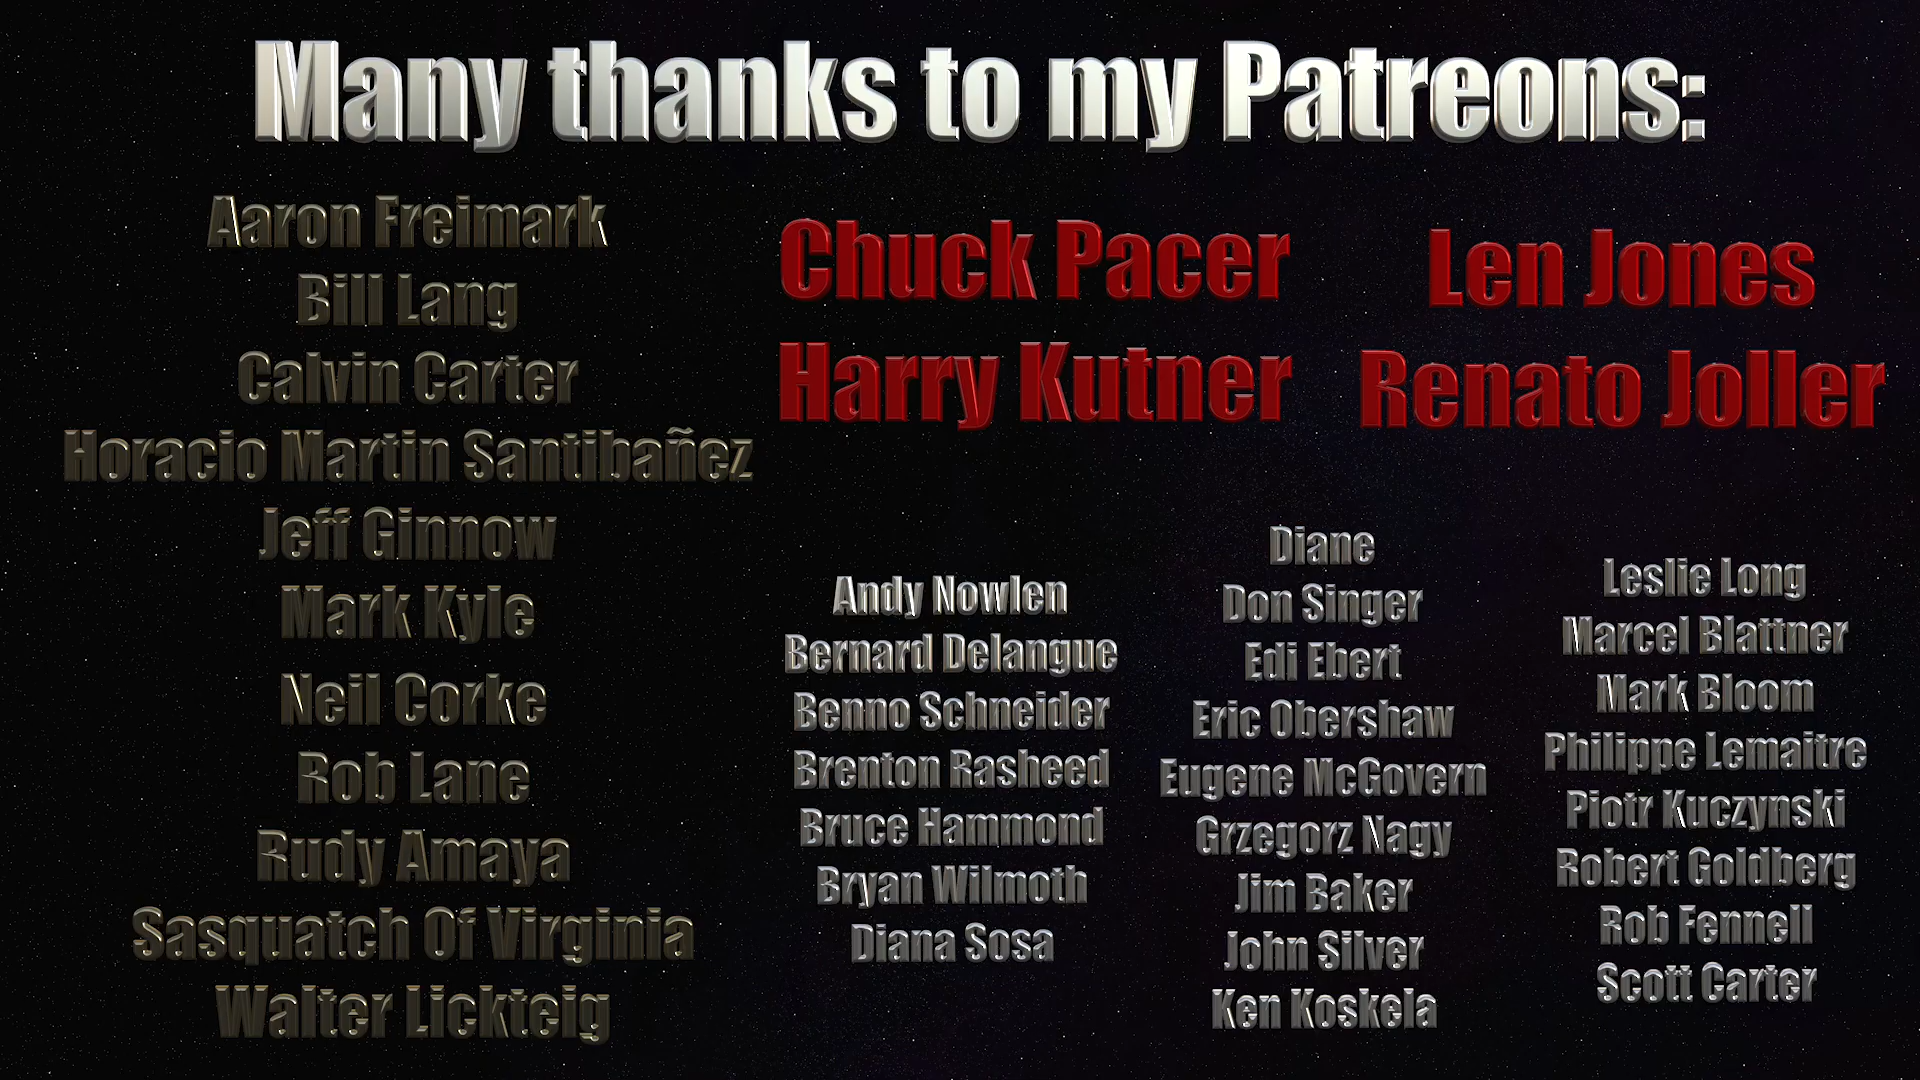 Many thanks to my Patreons:
Aaron Freimark
Bill Lang
Calvin Carter
Horacio Martin Santibañez
Jeff Ginnow
Mark Kyle
Neil Corke
Rob Lane
Rudy Amaya
Sasquatch Of Virginia
Walter Lickteig
Chuck Pacer
Harry Kutner
Len Jones
Renato Joller
Andy Nowlen
Bernard Delangue
Benno Schneider
Brenton Rasheed
Bruce Hammond
Bryan Wilmoth
Diana Sosa
Diane
Don Singer
Edi Ebert
Eric Obershaw
Eugene McGovern
Grzegorz Nagy
Jim Baker
John Silver
Ken Koskela
Leslie Long
Marcel Blattner
Mark Bloom
Philippe Lemaitre
Piotr Kuczynski
Robert Goldberg
Rob Fennell
Scott Carter